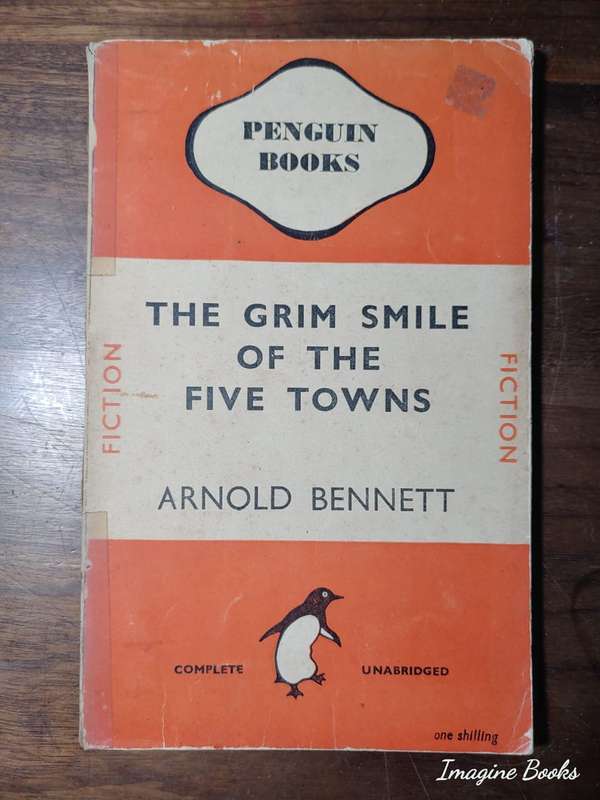 PENGUIN
BOOKS
THE GRIM SMILE
OF THE
FIVE TOWNS
FICTION
FICTION
ARNOLD BENNETT
COMPLETE
UNABRIDGED
one shilling
Imagine Books